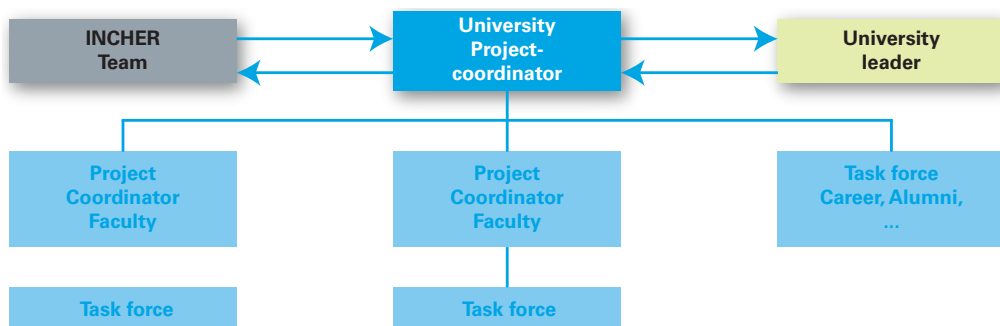 INCHER
Team
University
Project-
coordinator
University
leader
Project
Coordinator
Faculty
Project
Coordinator
Faculty
Task force
Career, Alumni,
...
Task force
Task force